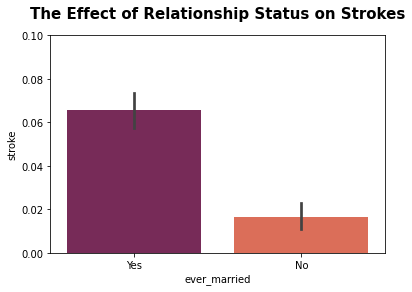 The Effect of Relationship Status on Strokes
0.10
0.08
0.06
0.04
0.02
0.00
stroke
Yes
No
ever_married